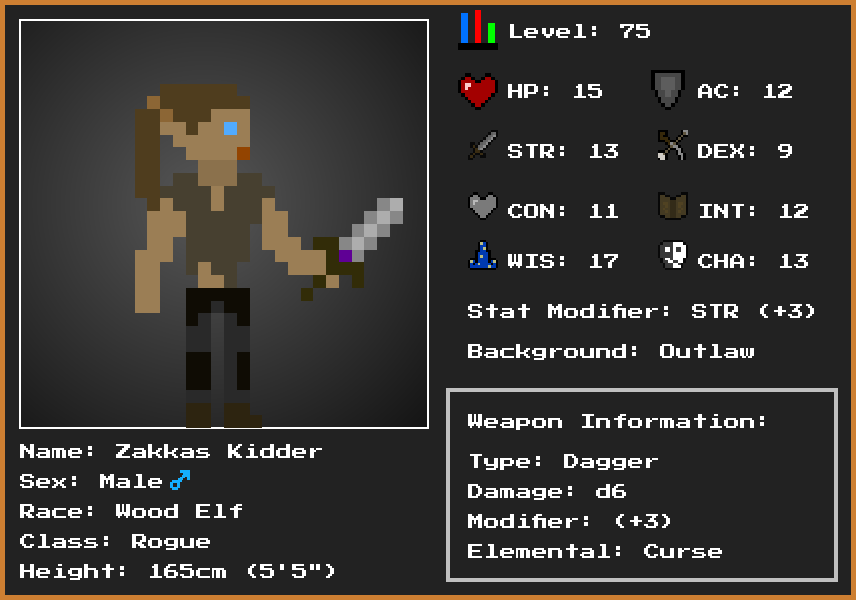 Level: 75
HP: 15 AC: 12
STR: 13 DEX: 9
CON: 11 INT: 12
WIS: 17 CHA: 13
Stat Modifier: STR (+3)
Background: Outlaw
Weapon Information:
Type: Dagger
Damage: d6
Modifier: (+3)
Elemental: Curse
Name: Zakkas Kidder
Sex: Male ♂
Race: Wood Elf
Class: Rogue
Height: 165cm (5'5")